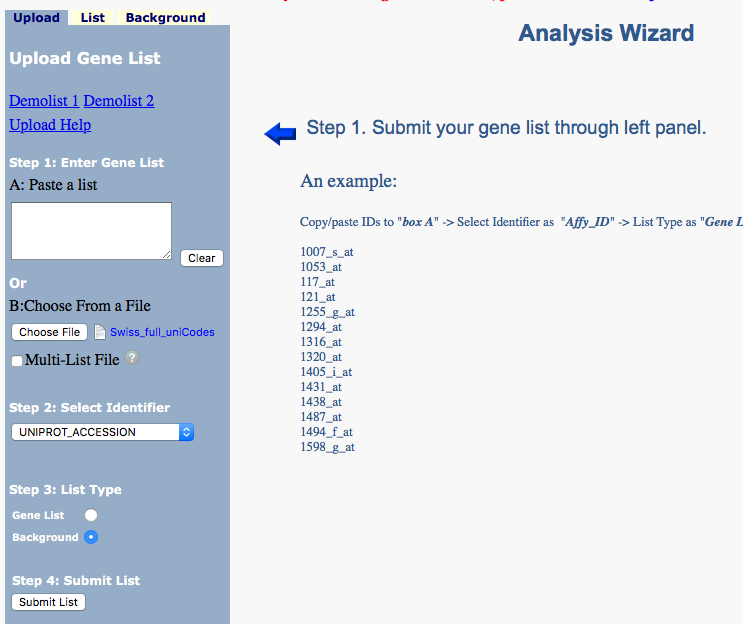 Upload List Background
Analysis Wizard
Upload Gene List
Demolist 1 Demolist 2
Upload Help
Step 1: Enter Gene List
A: Paste a list
Clear
Or
B:Choose From a File
Choose File Swiss_full_uniCodes
Multi-List File ?
Step 2: Select Identifier
UNIPROT_ACCESSION
Step 3: List Type
Gene List
Background
Step 4: Submit List
Submit List
Step 1. Submit your gene list through left panel.
An example:
Copy/paste IDs to "box A" -> Select Identifier as "Affy_ID" -> List Type as "Gene L
1007_s_at
1053_at
117_at
121_at
1255_g_at
1294_at
1316_at
1320_at
1405_i_at
1431_at
1438_at
1487_at
1494_f_at
1598_g_at